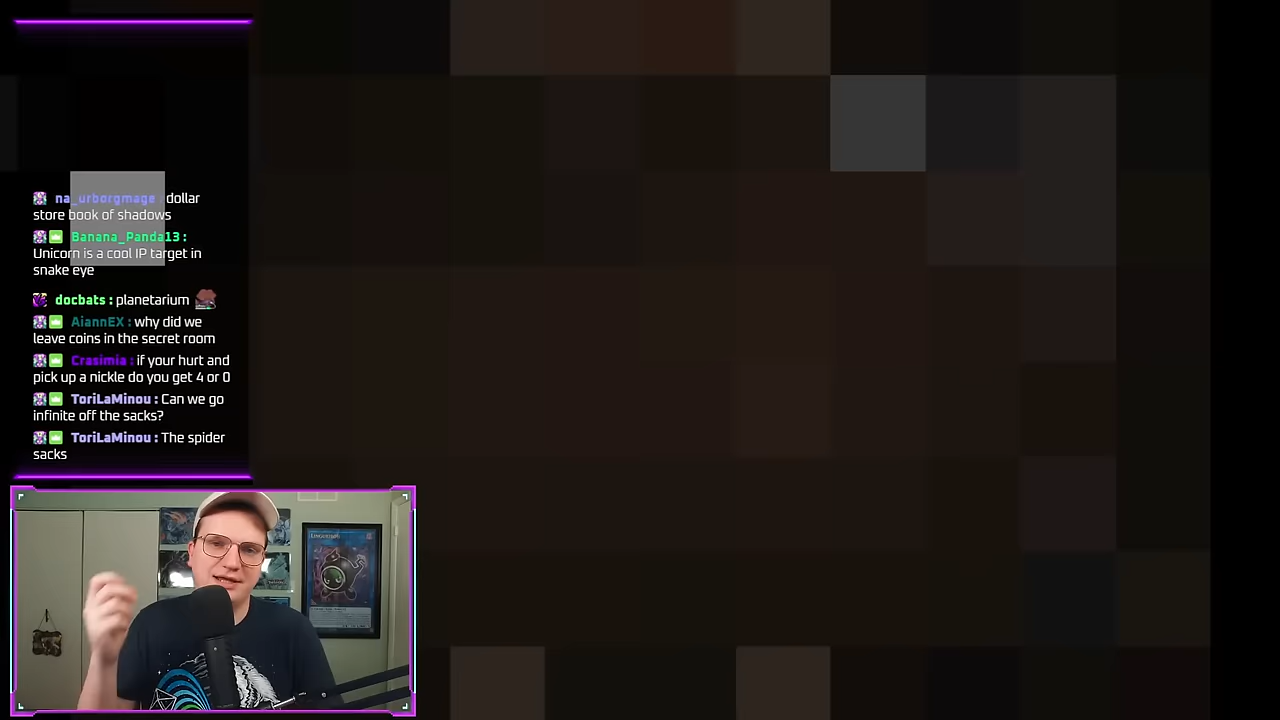 na_urborgmage : dollar
store book of shadows
Banana_Panda13 :
Unicorn is a cool IP target in
snake eye
docbats : planetarium
AiannEX : why did we
leave coins in the secret room
Crasimia : if your hurt and
pick up a nickle do you get 4 or 0
ToriLaMinou : Can we go
infinite off the sacks?
ToriLaMinou : The spider
sacks
LINKURIBOH